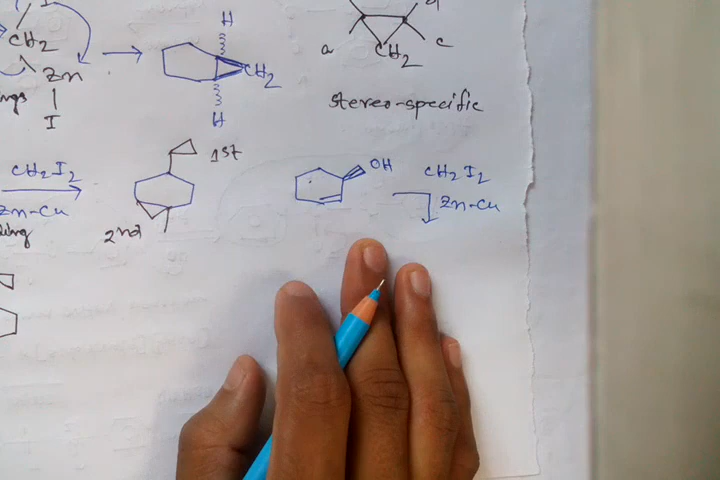 I
CH2
Zn
I
H
CH2
H
a
d
c
CH2
stereo-specific
CH2I2
Zn-Cu
1st
2nd
OH
CH2I2
Zn-Cu